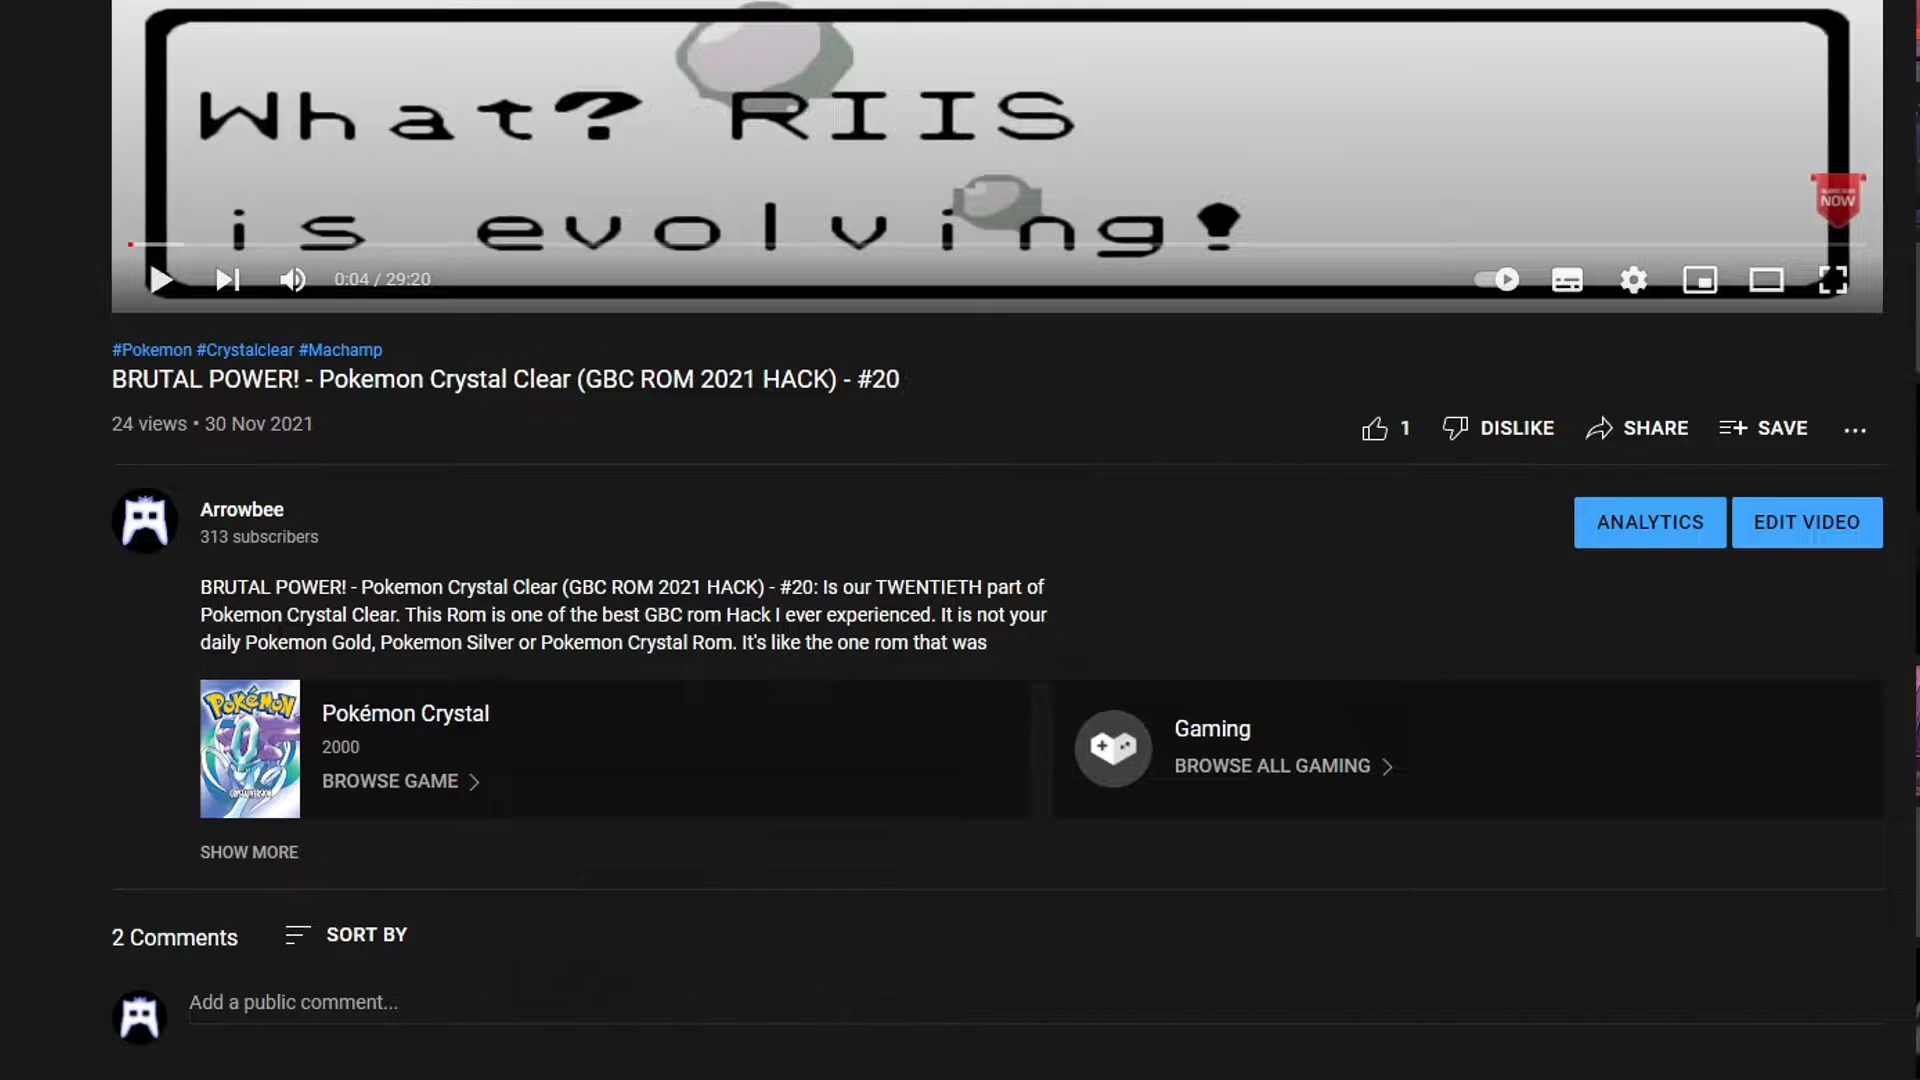 What? RIIS
is evolving!
SUBSCRIBE
NOW
0:04 / 29:20
#Pokemon #Crystalclear #Machamp
BRUTAL POWER! - Pokemon Crystal Clear (GBC ROM 2021 HACK) - #20
24 views • 30 Nov 2021
1 DISLIKE SHARE SAVE ...
Arrowbee
313 subscribers
ANALYTICS EDIT VIDEO
BRUTAL POWER! - Pokemon Crystal Clear (GBC ROM 2021 HACK) - #20: Is our TWENTIETH part of
Pokemon Crystal Clear. This Rom is one of the best GBC rom Hack I ever experienced. It is not your
daily Pokemon Gold, Pokemon Silver or Pokemon Crystal Rom. It's like the one rom that was
POKéMON
CRYSTAL VERSION
Pokémon Crystal
2000
BROWSE GAME
Gaming
BROWSE ALL GAMING
SHOW MORE
2 Comments SORT BY
Add a public comment...